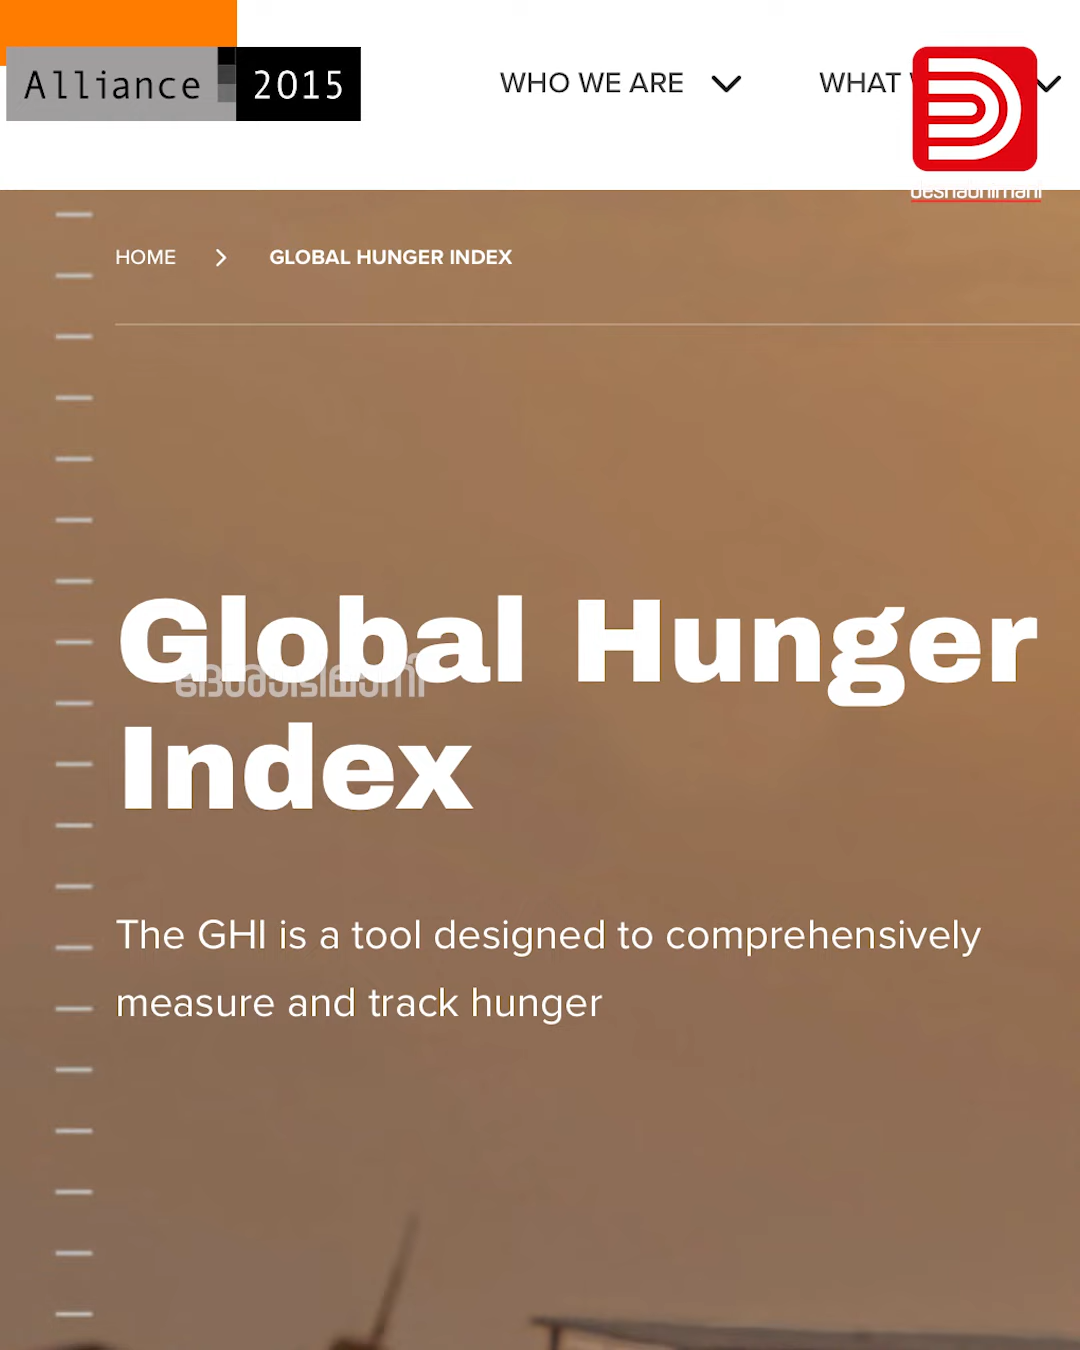 Alliance 2015
WHO WE ARE
WHAT
deshabhimani
HOME > GLOBAL HUNGER INDEX
Global Hunger
ദേശാഭിമാനി
Index
The GHI is a tool designed to comprehensively
measure and track hunger